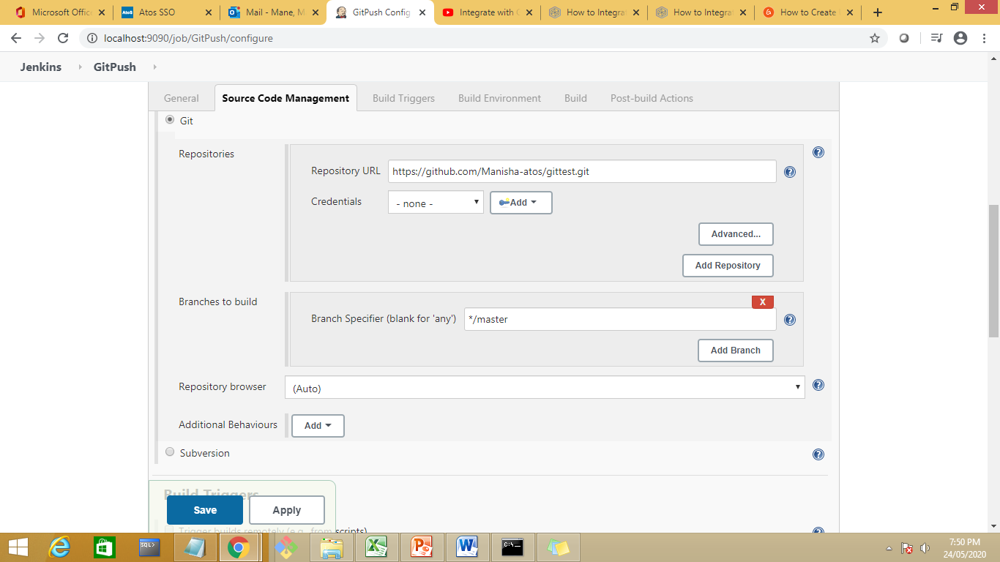 Microsoft Offic
Atos SSO
Mail - Mane, M
GitPush Config
Integrate with
How to Integrat
How to Integrat
How to Create
localhost:9090/job/GitPush/configure
Jenkins
GitPush
General
Source Code Management
Build Triggers
Build Environment
Build
Post-build Actions
Git
Repositories
Repository URL
https://github.com/Manisha-atos/gittest.git
Credentials
- none -
Add
Advanced...
Add Repository
Branches to build
X
Branch Specifier (blank for 'any')
*/master
Add Branch
Repository browser
(Auto)
Additional Behaviours
Add
Subversion
Build Triggers
Save
Apply
Trigger builds remotely (e.g., from scripts)
SQL>
C:\
7:50 PM
24/05/2020